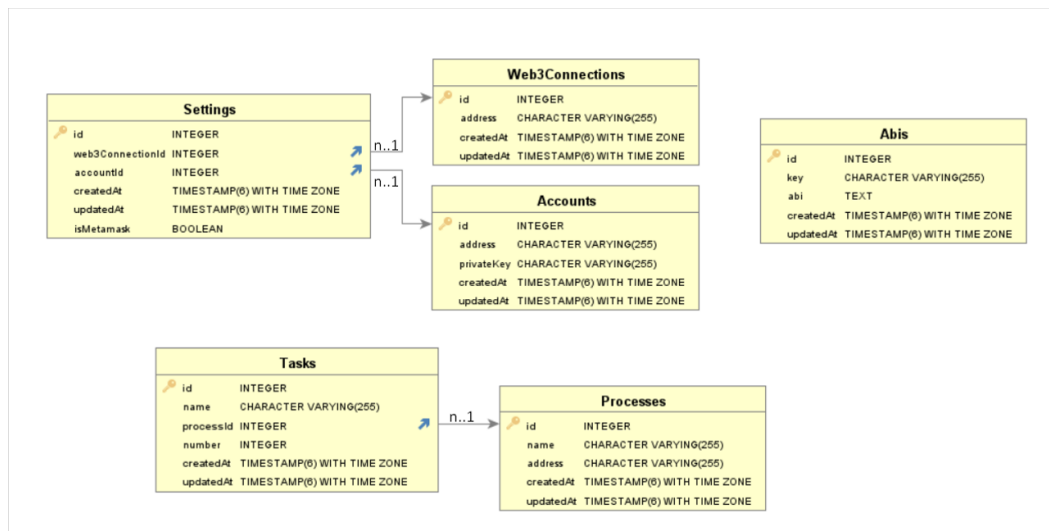 Settings
id INTEGER
web3ConnectionId INTEGER
accountId INTEGER
createdAt TIMESTAMP(6) WITH TIME ZONE
updatedAt TIMESTAMP(6) WITH TIME ZONE
isMetamask BOOLEAN
n..1
n..1
Web3Connections
id INTEGER
address CHARACTER VARYING(255)
createdAt TIMESTAMP(6) WITH TIME ZONE
updatedAt TIMESTAMP(6) WITH TIME ZONE
Accounts
id INTEGER
address CHARACTER VARYING(255)
privateKey CHARACTER VARYING(255)
createdAt TIMESTAMP(6) WITH TIME ZONE
updatedAt TIMESTAMP(6) WITH TIME ZONE
Abis
id INTEGER
key CHARACTER VARYING(255)
abi TEXT
createdAt TIMESTAMP(6) WITH TIME ZONE
updatedAt TIMESTAMP(6) WITH TIME ZONE
Tasks
id INTEGER
name CHARACTER VARYING(255)
processId INTEGER
number INTEGER
createdAt TIMESTAMP(6) WITH TIME ZONE
updatedAt TIMESTAMP(6) WITH TIME ZONE
n..1
Processes
id INTEGER
name CHARACTER VARYING(255)
address CHARACTER VARYING(255)
createdAt TIMESTAMP(6) WITH TIME ZONE
updatedAt TIMESTAMP(6) WITH TIME ZONE